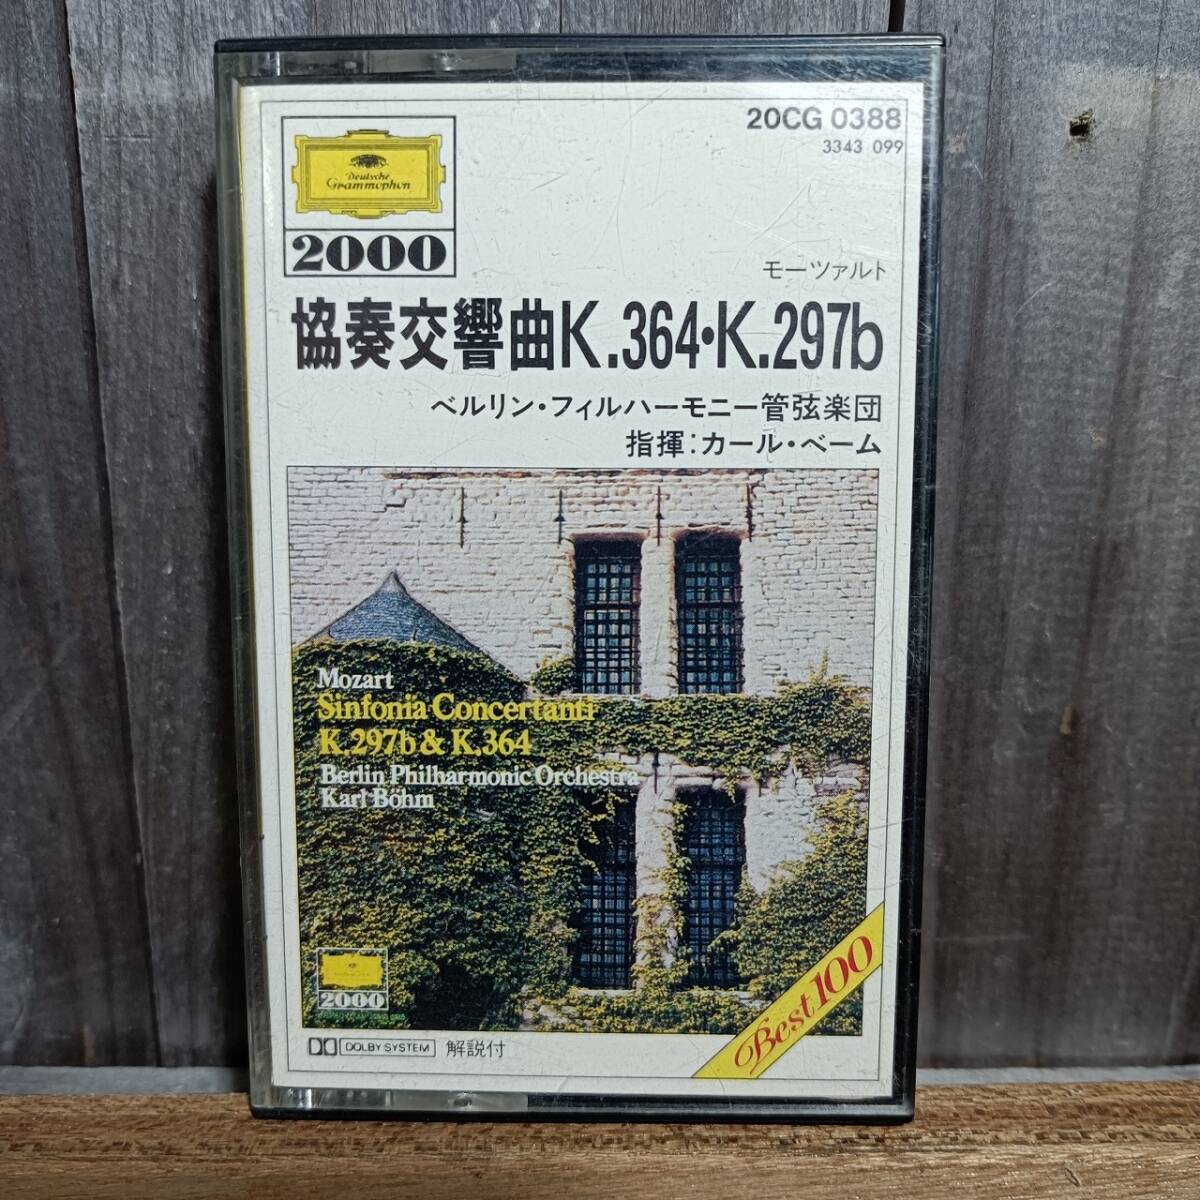 20CG 0388
3343 099
Deutsche
Grammophon
2000
モーツァルト
協奏交響曲K.364・K.297b
ベルリン・フィルハーモニー管弦楽団
指揮：カール・ベーム
Mozart
Sinfonia Concertanti
K.297b & K.364
Berlin Philharmonic Orchestra
Karl Böhm
2000
Best 100
DOLBY SYSTEM 解説付